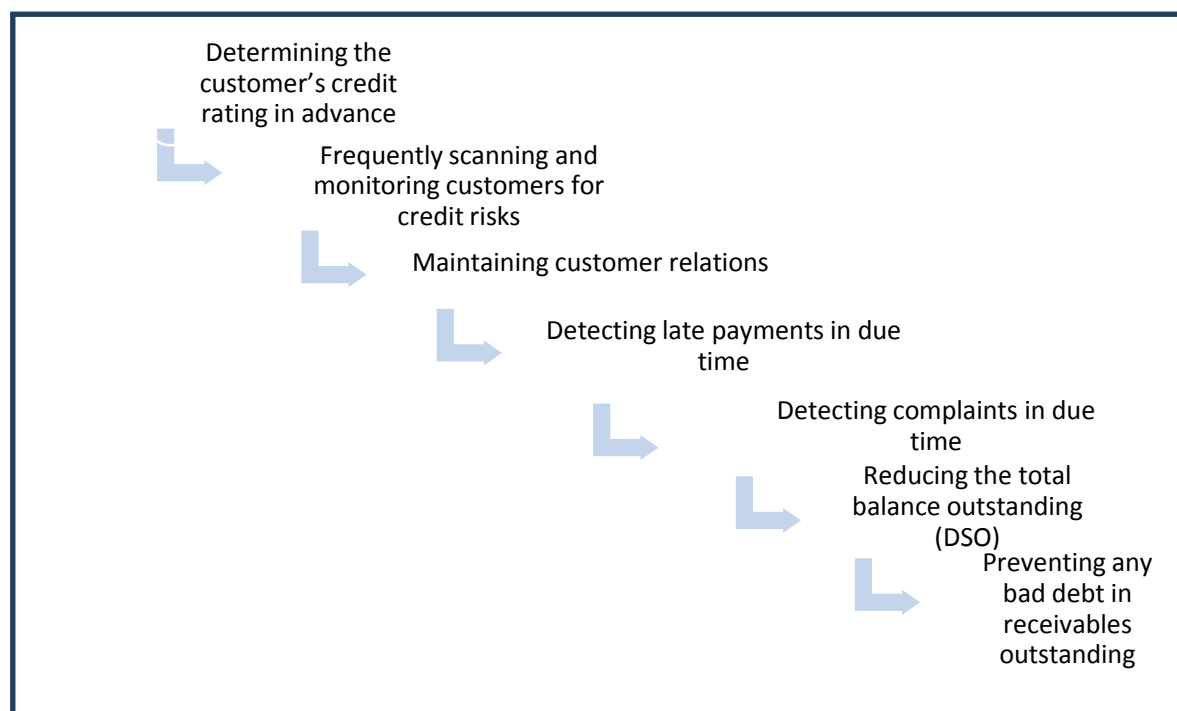 Determining the
customer’s credit
rating in advance
Frequently scanning and
monitoring customers for
credit risks
Maintaining customer relations
Detecting late payments in due
time
Detecting complaints in due
time
Reducing the total
balance outstanding
(DSO)
Preventing any
bad debt in
receivables
outstanding